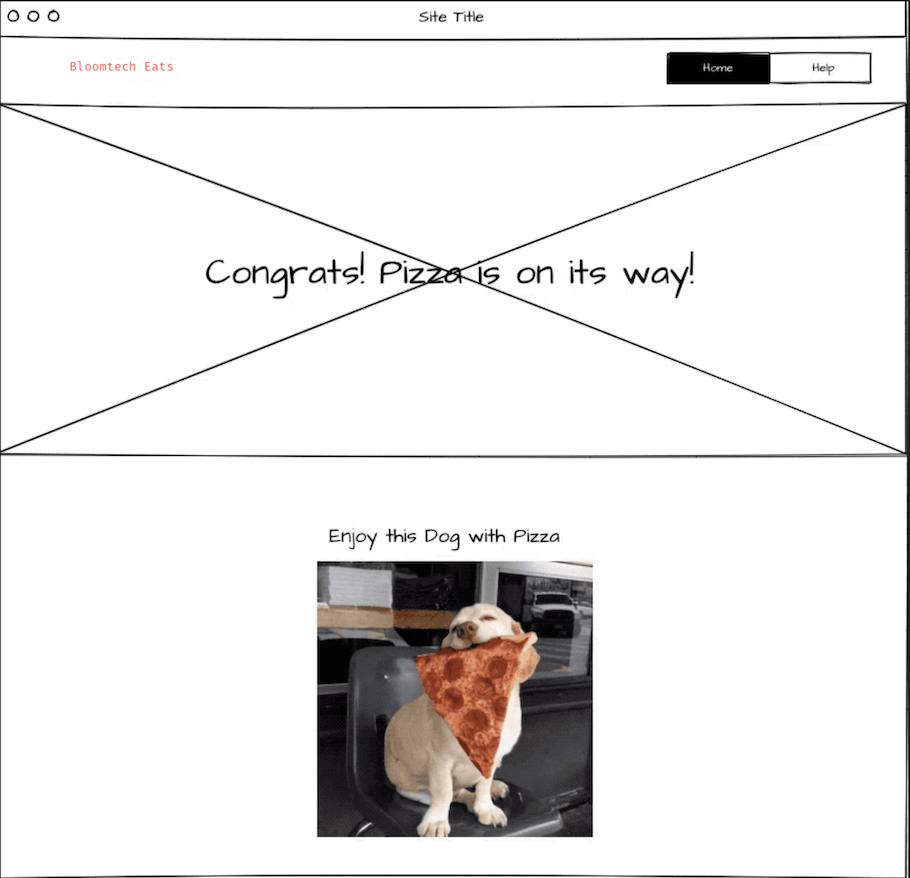 Site Title
Bloomtech Eats
Home
Help
Congrats! Pizza is on its way!
Enjoy this Dog with Pizza